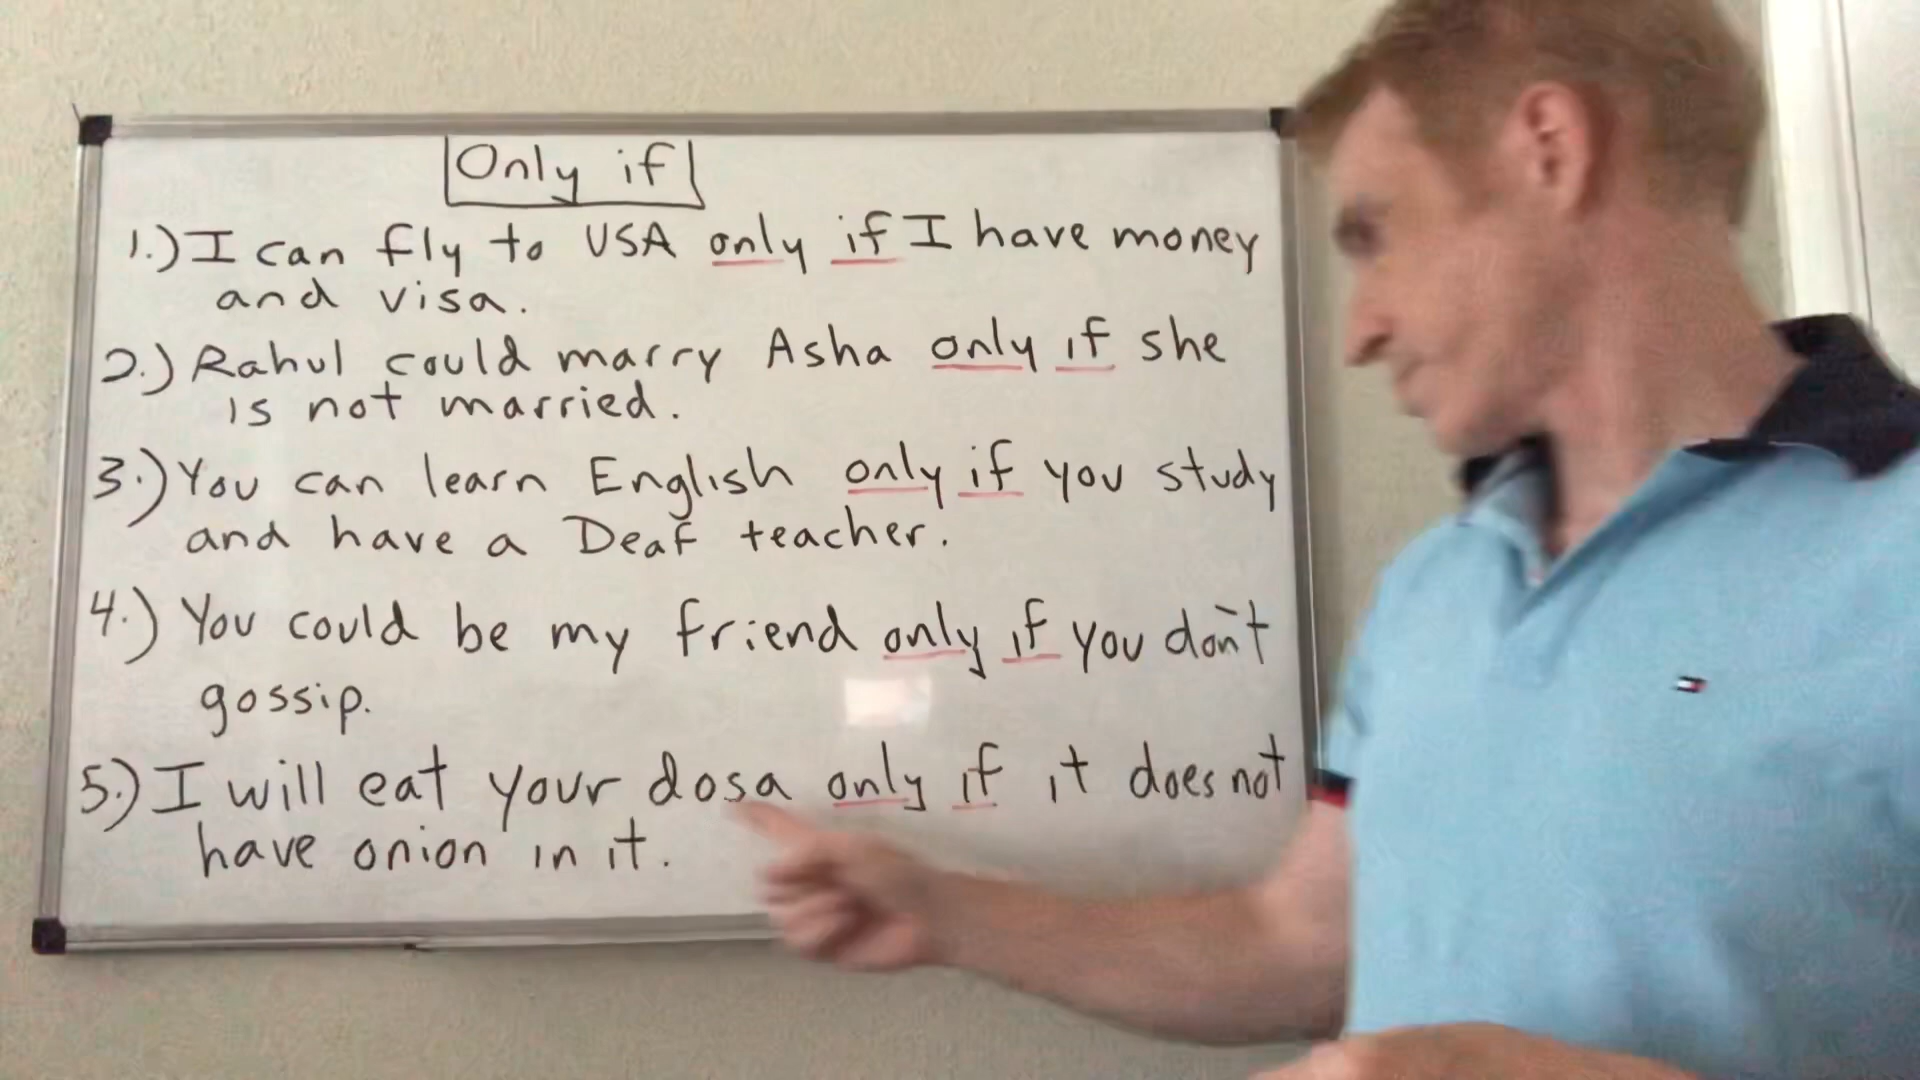 Only if
1.) I can fly to USA only if I have money
and visa.
2.) Rahul could marry Asha only if she
is not married.
3.) You can learn English only if you study
and have a Deaf teacher.
4.) You could be my friend only if you don't
gossip.
5.) I will eat your dosa only if it does not
have onion in it.